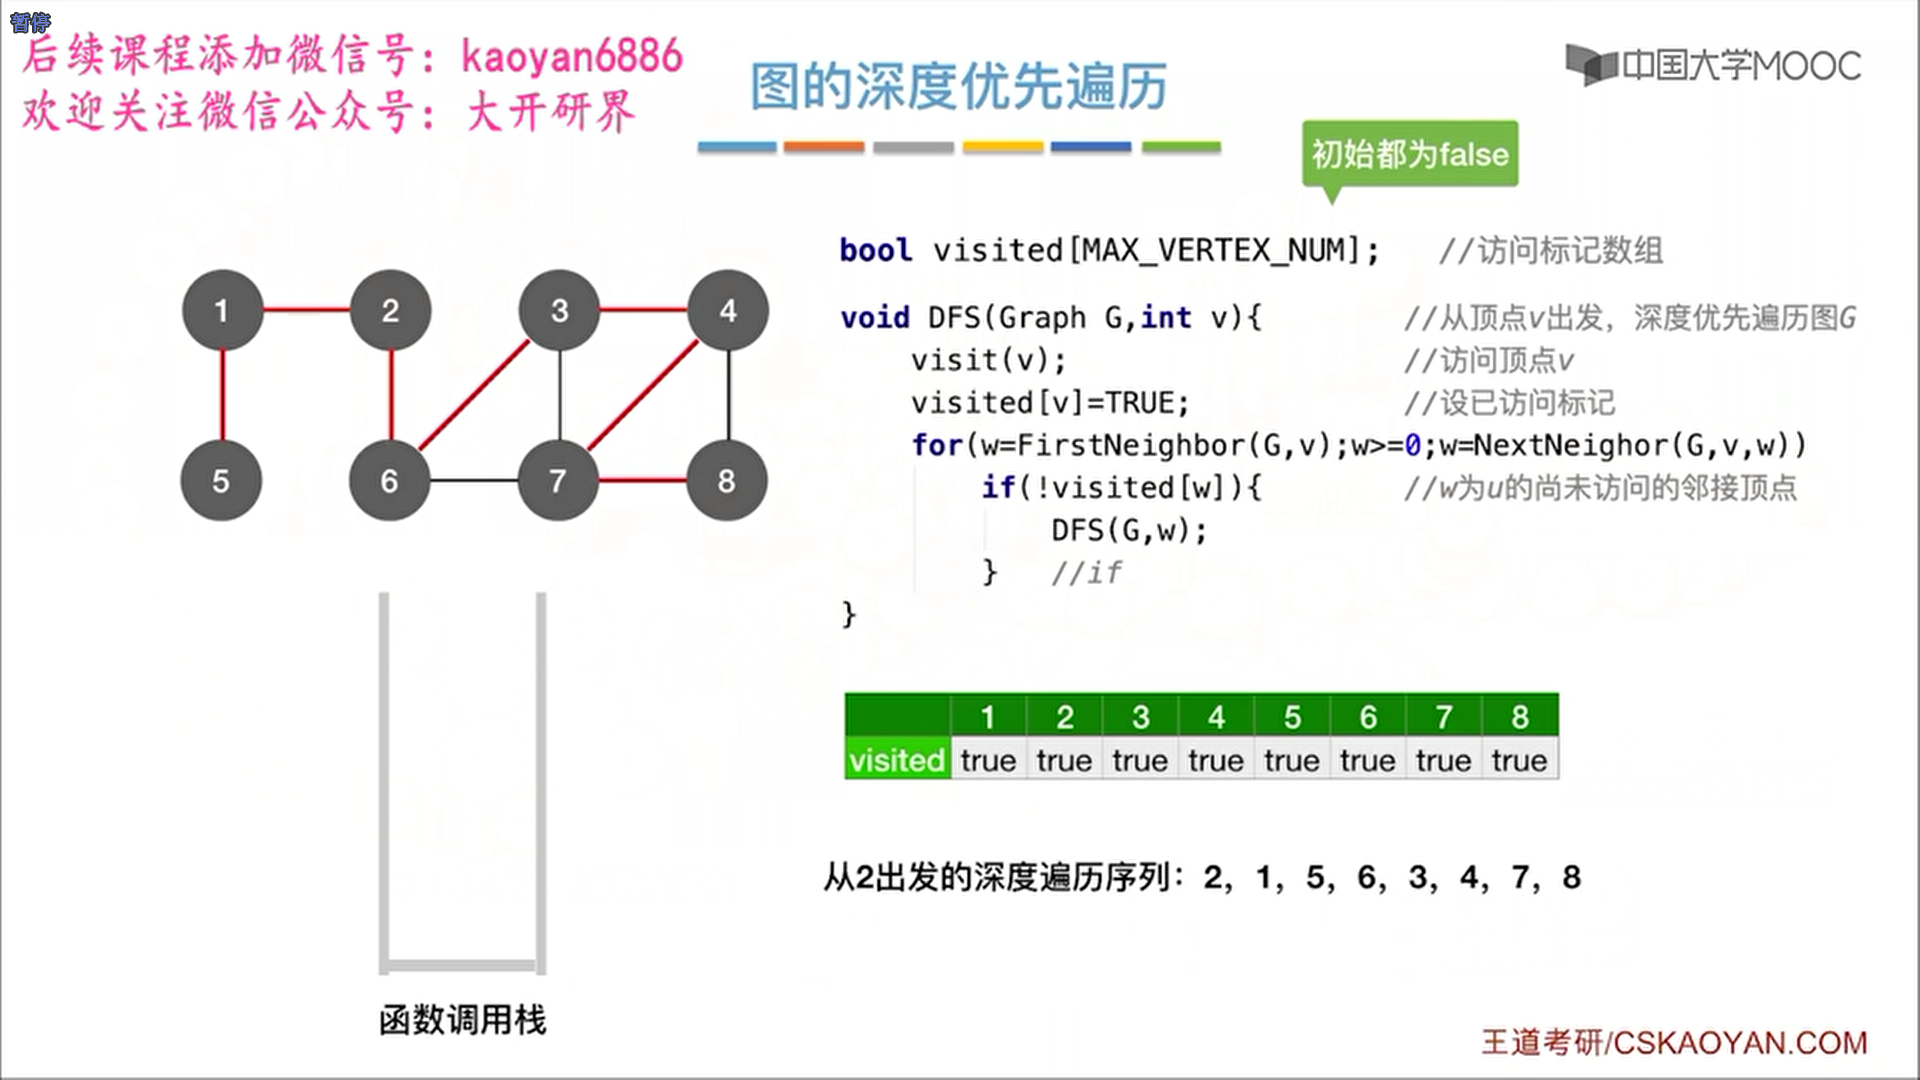 暂停
后续课程添加微信号：kaoyan6886
欢迎关注微信公众号：大开研界
图的深度优先遍历
中国大学MOOC
初始都为false
bool visited[MAX_VERTEX_NUM]; //访问标记数组
void DFS(Graph G,int v){ //从顶点v出发，深度优先遍历图G
visit(v); //访问顶点v
visited[v]=TRUE; //设已访问标记
for(w=FirstNeighbor(G,v);w>=0;w=NextNeighor(G,v,w))
if(!visited[w]){ //w为u的尚未访问的邻接顶点
DFS(G,w);
} //if
}
1 2 3 4
5 6 7 8
1 2 3 4 5 6 7 8
visited true true true true true true true true
从2出发的深度遍历序列：2，1，5，6，3，4，7，8
函数调用栈
王道考研/CSKAOYAN.COM